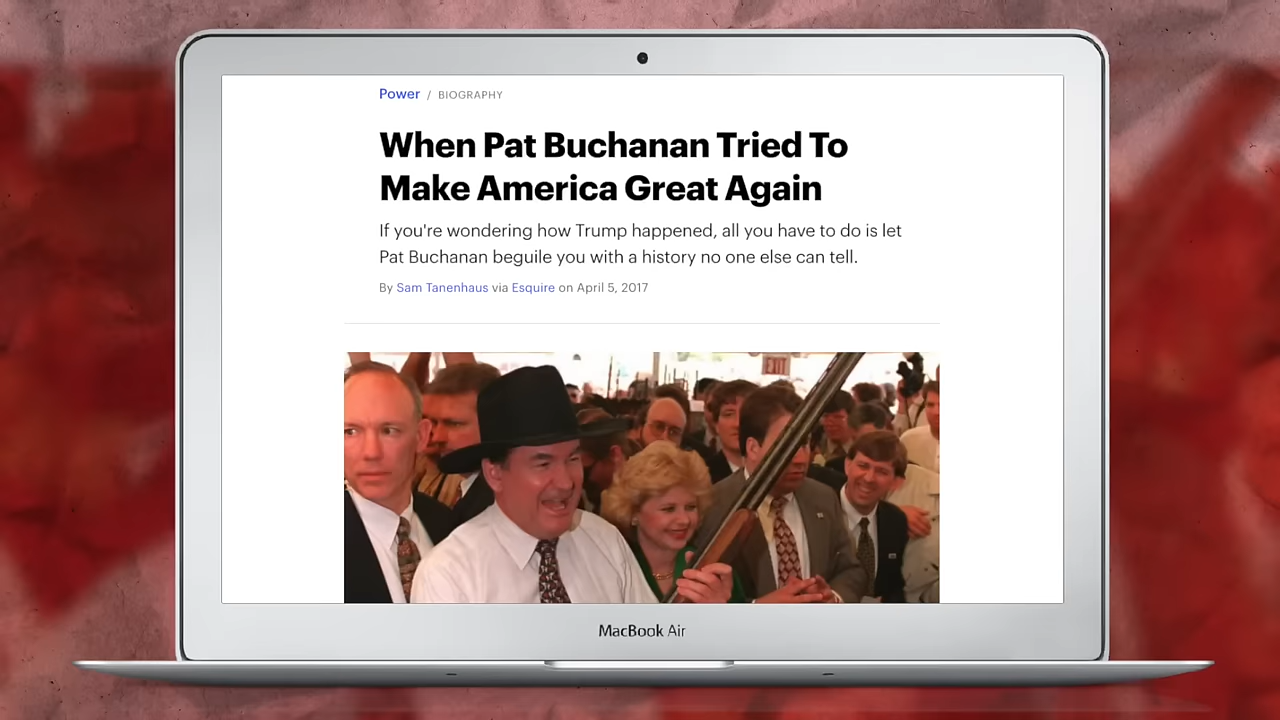 Power / BIOGRAPHY
When Pat Buchanan Tried To
Make America Great Again
If you're wondering how Trump happened, all you have to do is let
Pat Buchanan beguile you with a history no one else can tell.
By Sam Tanenhaus via Esquire on April 5, 2017
EXIT
MacBook Air